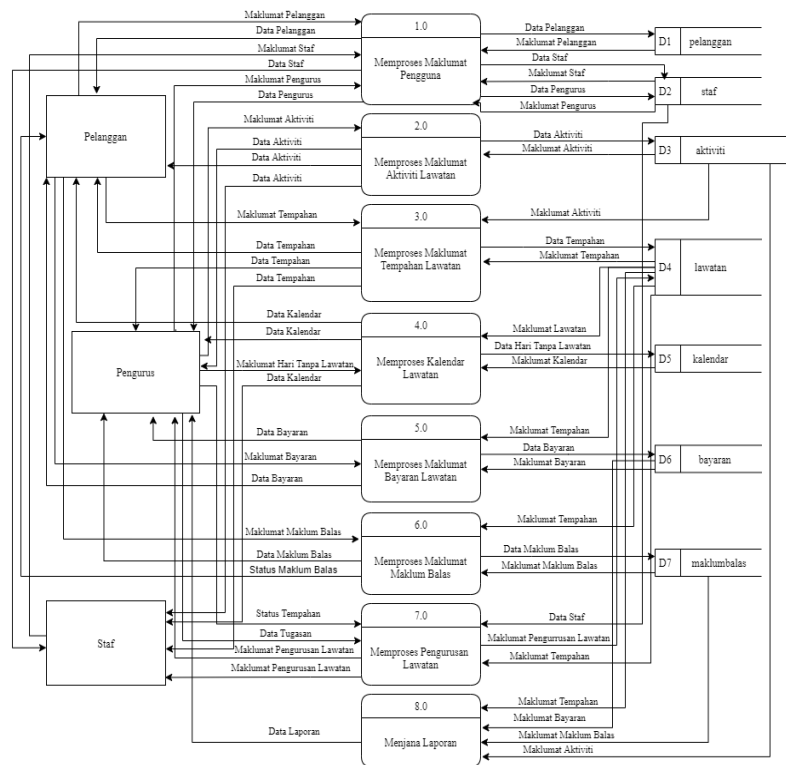 Maklumat Pelanggan
Data Pelanggan
Maklumat Staf
Data Staf
Maklumat Pengurus
Data Pengurus
1.0
Memproses Maklumat
Pengguna
Data Pelanggan
Maklumat Pelanggan
Data Staf
Maklumat Staf
Data Pengurus
Maklumat Pengurus
D1 pelanggan
D2 staf
Pelanggan
Maklumat Aktiviti
Data Aktiviti
Data Aktiviti
Data Aktiviti
2.0
Memproses Maklumat
Aktiviti Lawatan
Data Aktiviti
Maklumat Aktiviti
D3 aktiviti
Maklumat Tempahan
Data Tempahan
Data Tempahan
Data Tempahan
3.0
Memproses Maklumat
Tempahan Lawatan
Maklumat Aktiviti
Data Tempahan
Maklumat Tempahan
D4 lawatan
Data Kalendar
Data Kalendar
Maklumat Hari Tanpa Lawatan
Data Kalendar
4.0
Memproses Kalendar
Lawatan
Maklumat Lawatan
Data Hari Tanpa Lawatan
Maklumat Kalendar
D5 kalendar
Pengurus
Data Bayaran
Maklumat Bayaran
Data Bayaran
5.0
Memproses Maklumat
Bayaran Lawatan
Maklumat Tempahan
Data Bayaran
Maklumat Bayaran
D6 bayaran
Maklumat Maklum Balas
Data Maklum Balas
Status Maklum Balas
6.0
Memproses Maklumat
Maklum Balas
Maklumat Tempahan
Data Maklum Balas
Maklumat Maklum Balas
D7 maklumbalas
Staf
Status Tempahan
Data Tugasan
Maklumat Pengurusan Lawatan
Maklumat Pengurusan Lawatan
7.0
Memproses Pengurusan
Lawatan
Data Staf
Maklumat Pengurrusan Lawatan
Maklumat Tempahan
Data Laporan
8.0
Menjana Laporan
Maklumat Tempahan
Maklumat Bayaran
Maklumat Maklum Balas
Maklumat Aktiviti